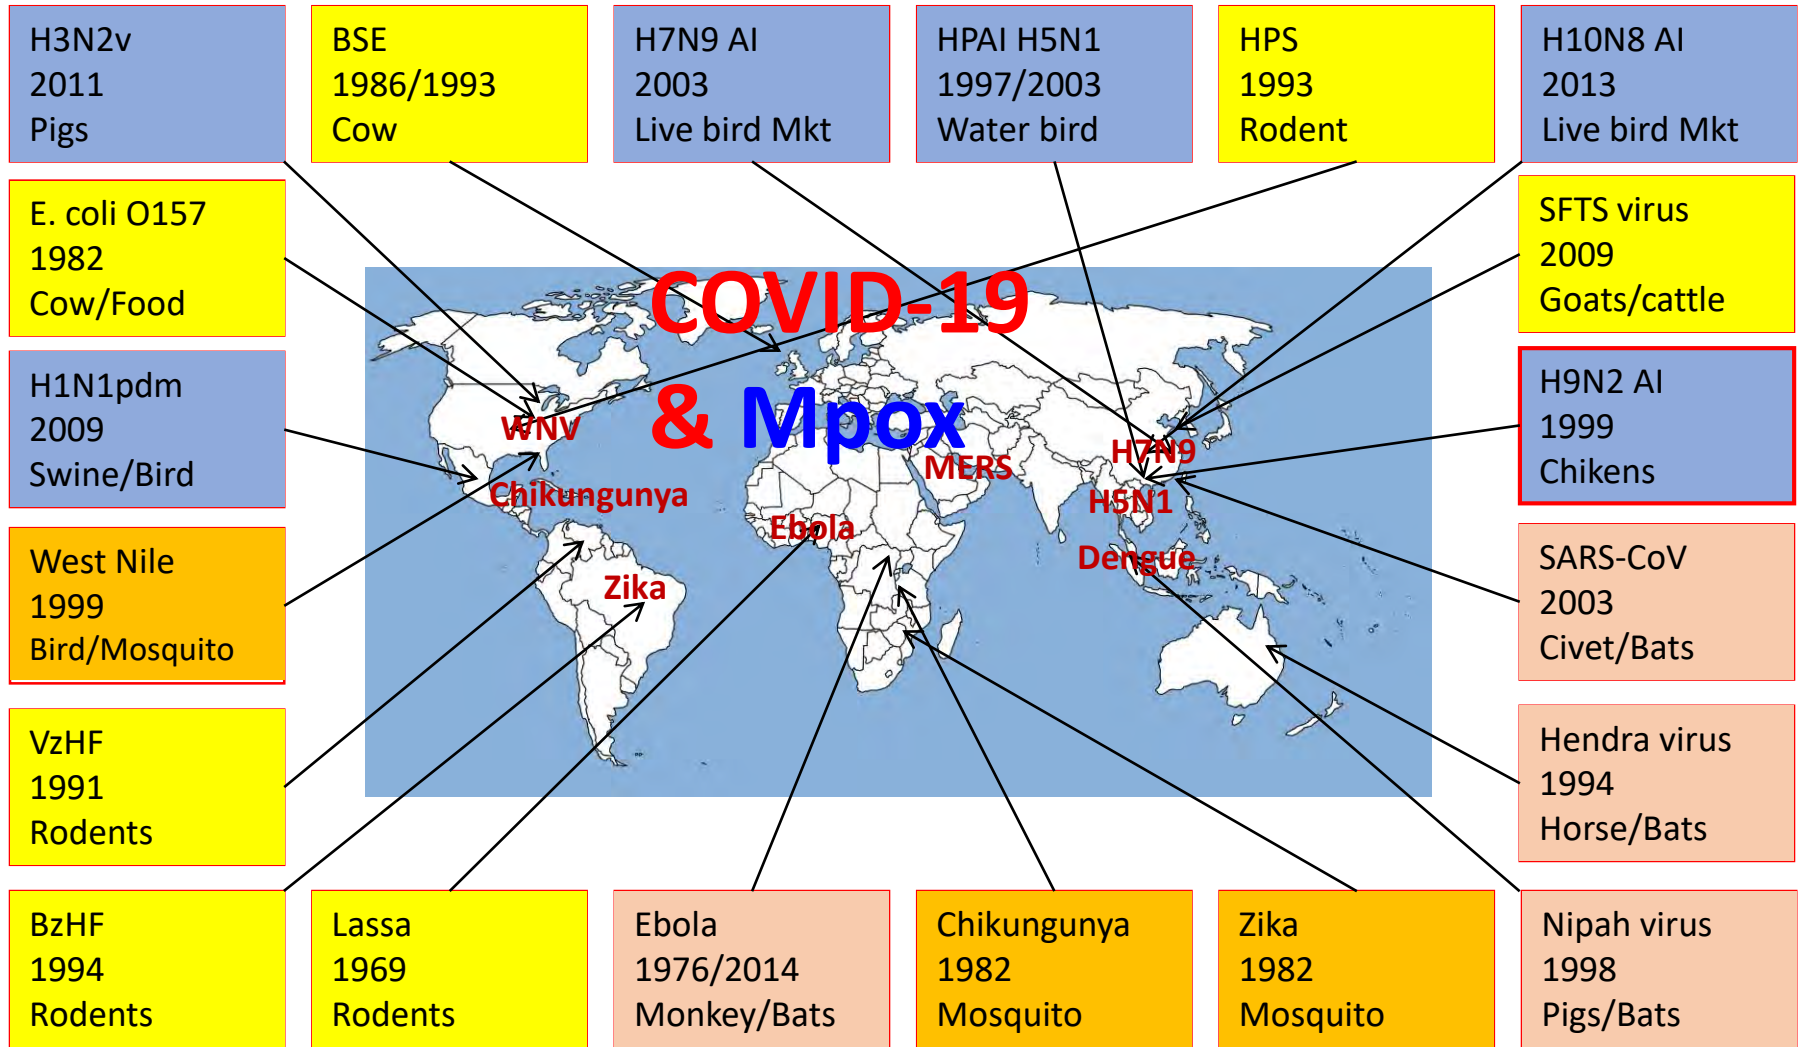 H3N2v
2011
Pigs
BSE
1986/1993
Cow
H7N9 AI
2003
Live bird Mkt
HPAI H5N1
1997/2003
Water bird
HPS
1993
Rodent
H10N8 AI
2013
Live bird Mkt
E. coli O157
1982
Cow/Food
SFTS virus
2009
Goats/cattle
H1N1pdm
2009
Swine/Bird
H9N2 AI
1999
Chikens
West Nile
1999
Bird/Mosquito
SARS-CoV
2003
Civet/Bats
VzHF
1991
Rodents
Hendra virus
1994
Horse/Bats
COVID-19
& Mpox
WNV
H7N9
MERS
Chikungunya
H5N1
Ebola
Dengue
Zika
BzHF
1994
Rodents
Lassa
1969
Rodents
Ebola
1976/2014
Monkey/Bats
Chikungunya
1982
Mosquito
Zika
1982
Mosquito
Nipah virus
1998
Pigs/Bats